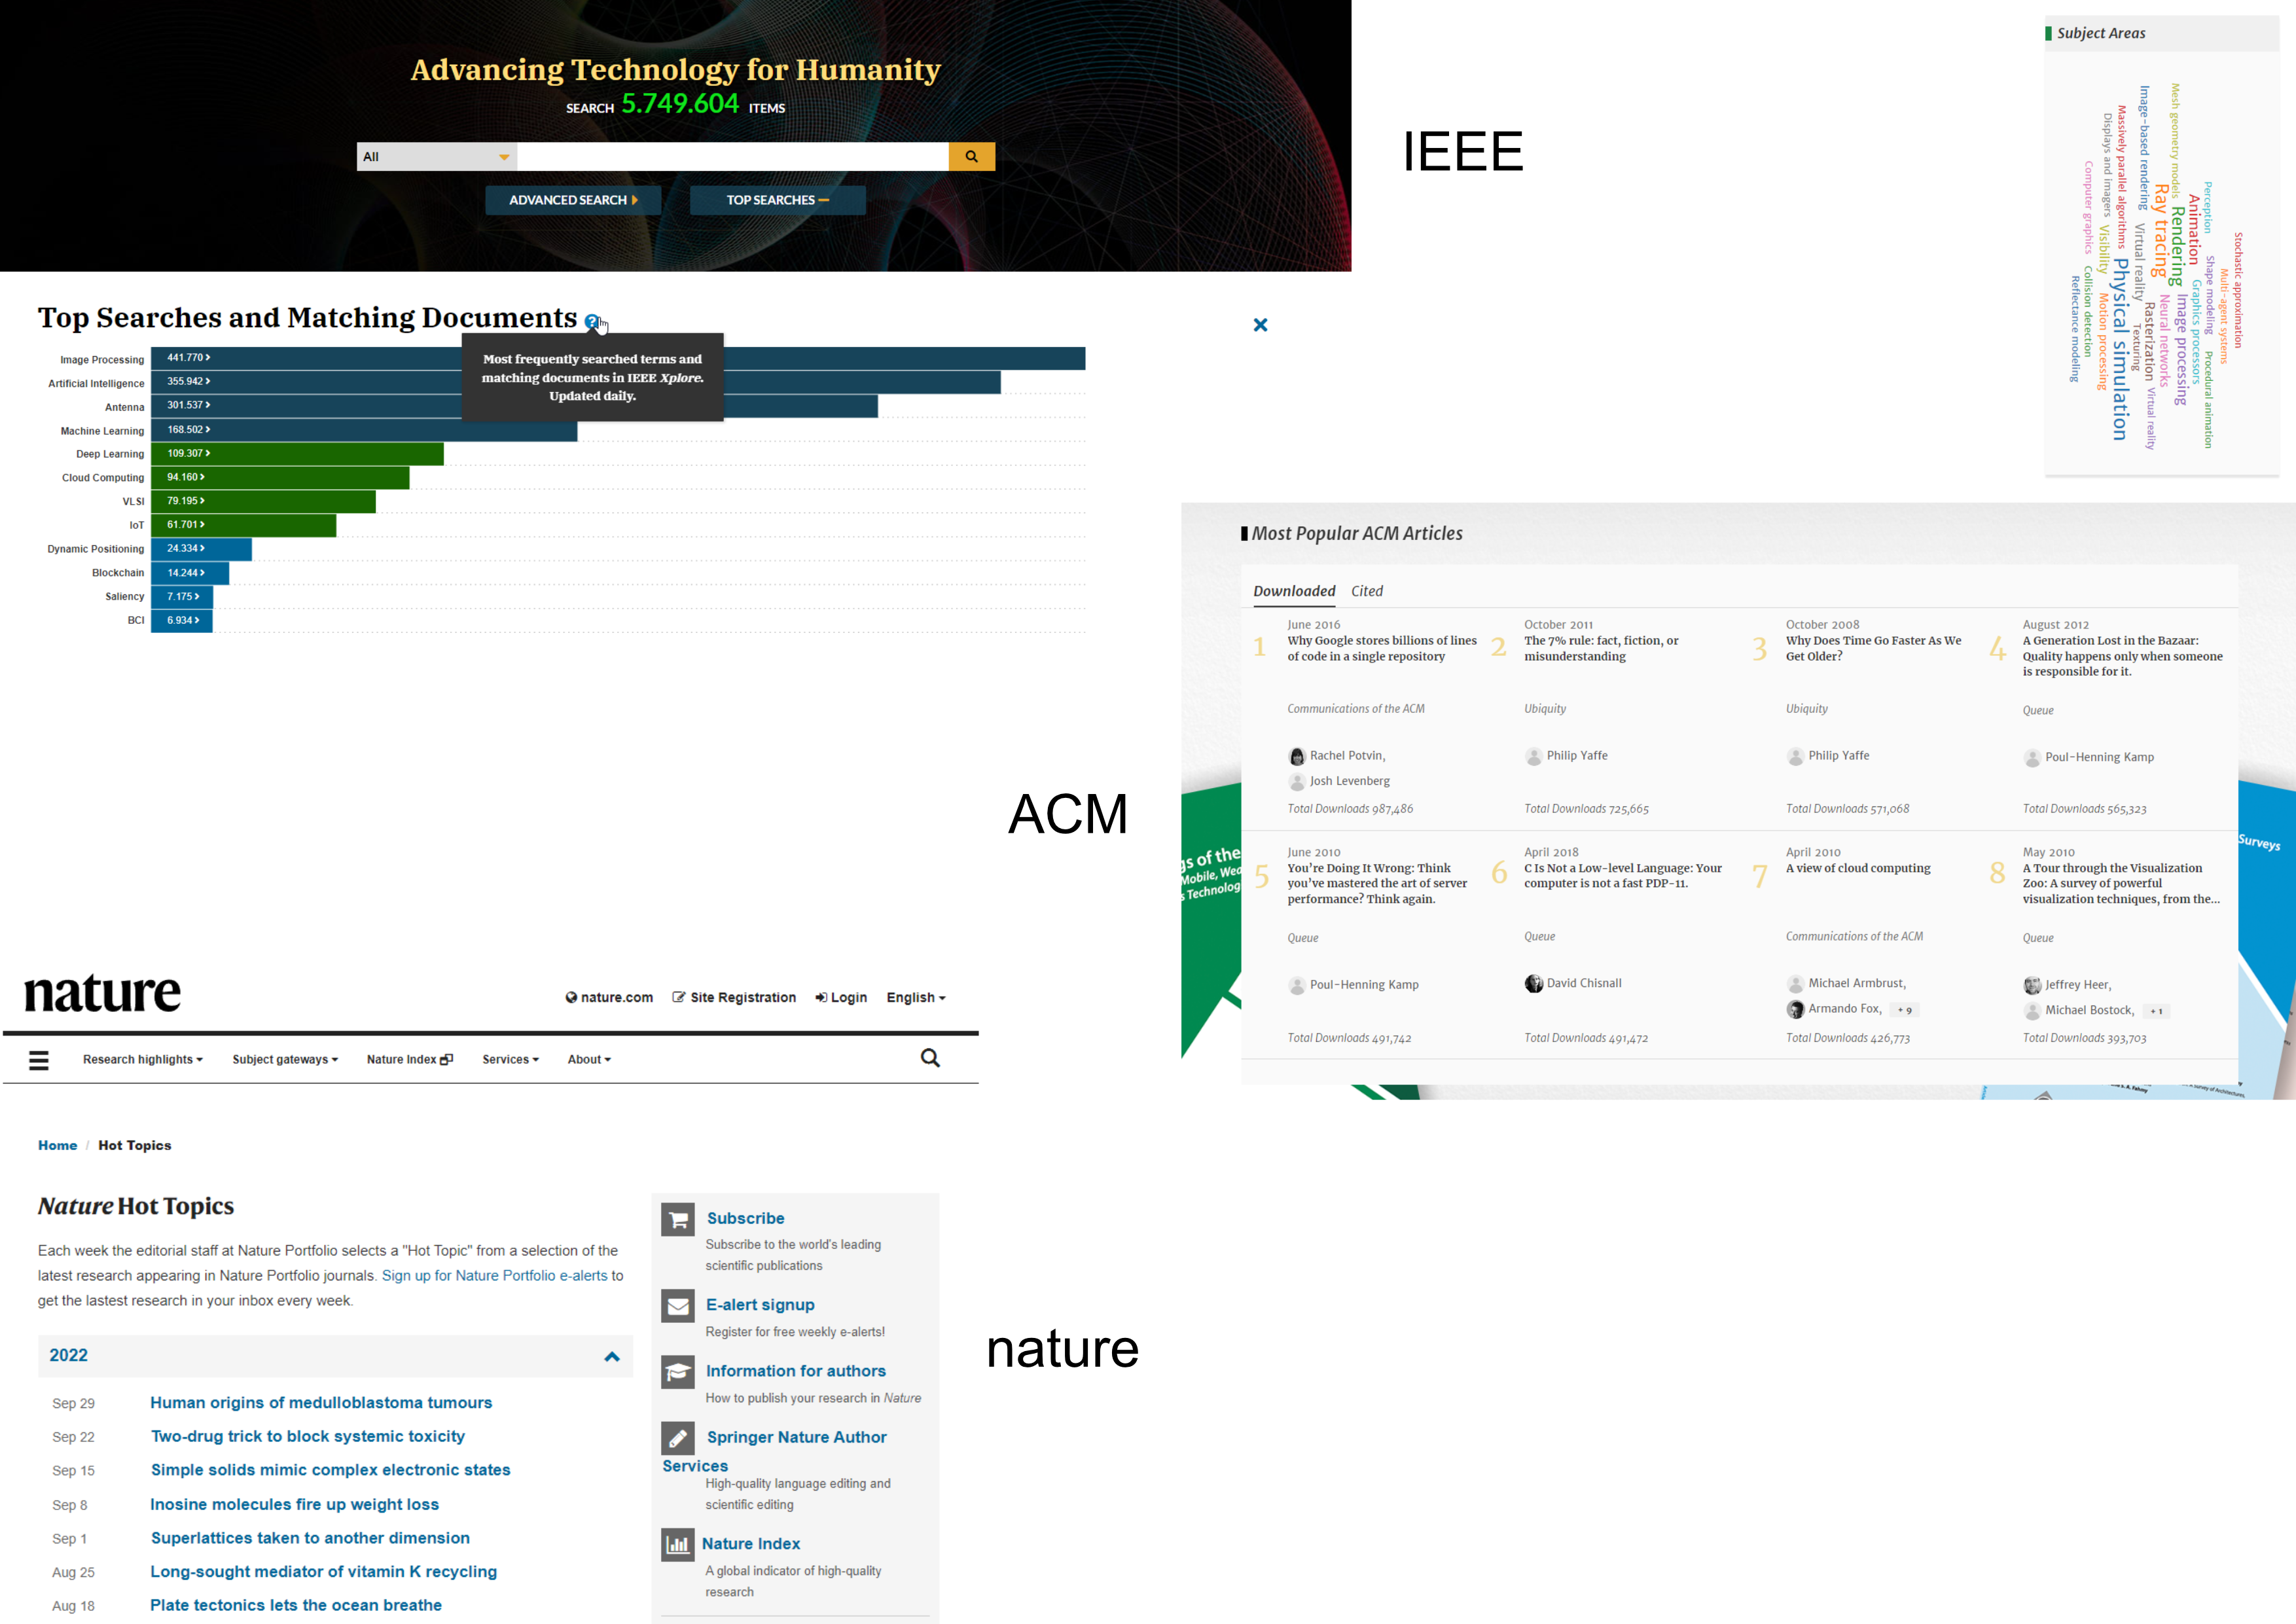 Advancing Technology for Humanity
SEARCH 5.749.604 ITEMS
All
ADVANCED SEARCH
TOP SEARCHES
IEEE
Top Searches and Matching Documents
Most frequently searched terms and
matching documents in IEEE Xplore.
Updated daily.
Image Processing 441.770
Artificial Intelligence 355.942
Antenna 301.537
Machine Learning 168.502
Deep Learning 109.307
Cloud Computing 94.160
VLSI 79.195
IoT 61.701
Dynamic Positioning 24.334
Blockchain 14.244
Saliency 7.175
BCI 6.934
Subject Areas
Stochastic approximation
Multi-agent systems
Perception
Shape modeling
Procedural animation
Animation
Graphics processors
Mesh geometry models
Rendering
Image processing
Ray tracing
Neural networks
Rasterization
Virtual reality
Image-based rendering
Virtual reality
Texturing
Massively parallel algorithms
Physical simulation
Displays and imagers
Visibility
Motion processing
Computer graphics
Collision detection
Reflectance modeling
ACM
Most Popular ACM Articles
Downloaded Cited
1
June 2016
Why Google stores billions of lines
of code in a single repository
Communications of the ACM
Rachel Potvin,
Josh Levenberg
Total Downloads 987,486
2
October 2011
The 7% rule: fact, fiction, or
misunderstanding
Ubiquity
Philip Yaffe
Total Downloads 725,665
3
October 2008
Why Does Time Go Faster As We
Get Older?
Ubiquity
Philip Yaffe
Total Downloads 571,068
4
August 2012
A Generation Lost in the Bazaar:
Quality happens only when someone
is responsible for it.
Queue
Poul-Henning Kamp
Total Downloads 565,323
5
June 2010
You're Doing It Wrong: Think
you've mastered the art of server
performance? Think again.
Queue
Poul-Henning Kamp
Total Downloads 491,742
6
April 2018
C Is Not a Low-level Language: Your
computer is not a fast PDP-11.
Queue
David Chisnall
Total Downloads 491,472
7
April 2010
A view of cloud computing
Communications of the ACM
Michael Armbrust,
Armando Fox, + 9
Total Downloads 426,773
8
May 2010
A Tour through the Visualization
Zoo: A survey of powerful
visualization techniques, from the...
Queue
Jeffrey Heer,
Michael Bostock, + 1
Total Downloads 393,703
gs of the
Mobile, Wea
s Technolog
Surveys
nature
nature.com Site Registration Login English
Research highlights Subject gateways Nature Index Services About
Home / Hot Topics
Nature Hot Topics
Each week the editorial staff at Nature Portfolio selects a "Hot Topic" from a selection of the
latest research appearing in Nature Portfolio journals. Sign up for Nature Portfolio e-alerts to
get the lastest research in your inbox every week.
2022
Sep 29 Human origins of medulloblastoma tumours
Sep 22 Two-drug trick to block systemic toxicity
Sep 15 Simple solids mimic complex electronic states
Sep 8 Inosine molecules fire up weight loss
Sep 1 Superlattices taken to another dimension
Aug 25 Long-sought mediator of vitamin K recycling
Aug 18 Plate tectonics lets the ocean breathe
Subscribe
Subscribe to the world's leading
scientific publications
E-alert signup
Register for free weekly e-alerts!
Information for authors
How to publish your research in Nature
Springer Nature Author
Services
High-quality language editing and
scientific editing
Nature Index
A global indicator of high-quality
research
nature